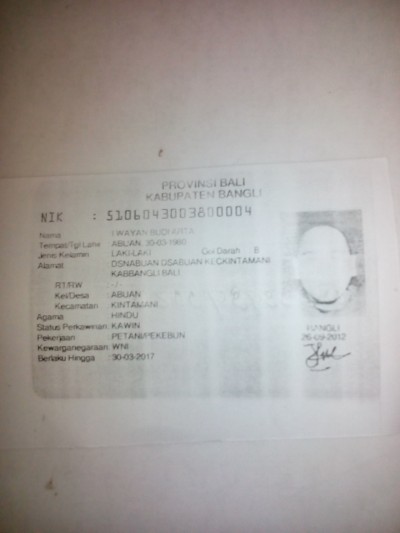 PROVINSI BALI
KABUPATEN BANGLI
NIK : 5106043003800004
Nama I WAYAN
Tempat/Tgl Lahir : ABUAN, 30-03-1980
Jenis Kelamin : LAKI-LAKI Gol Darah : B
Alamat : DSNABUAN DSABUAN KECKINTAMANI
KABBANGLI BALI
RT/RW : -/-
Kel/Desa : ABUAN
Kecamatan : KINTAMANI
Agama : HINDU
Status Perkawinan: KAWIN
Pekerjaan : PETANI/PEKEBUN
Kewarganegaraan: WNI
Berlaku Hingga : 30-03-2017
BANGLI
26-09-2012